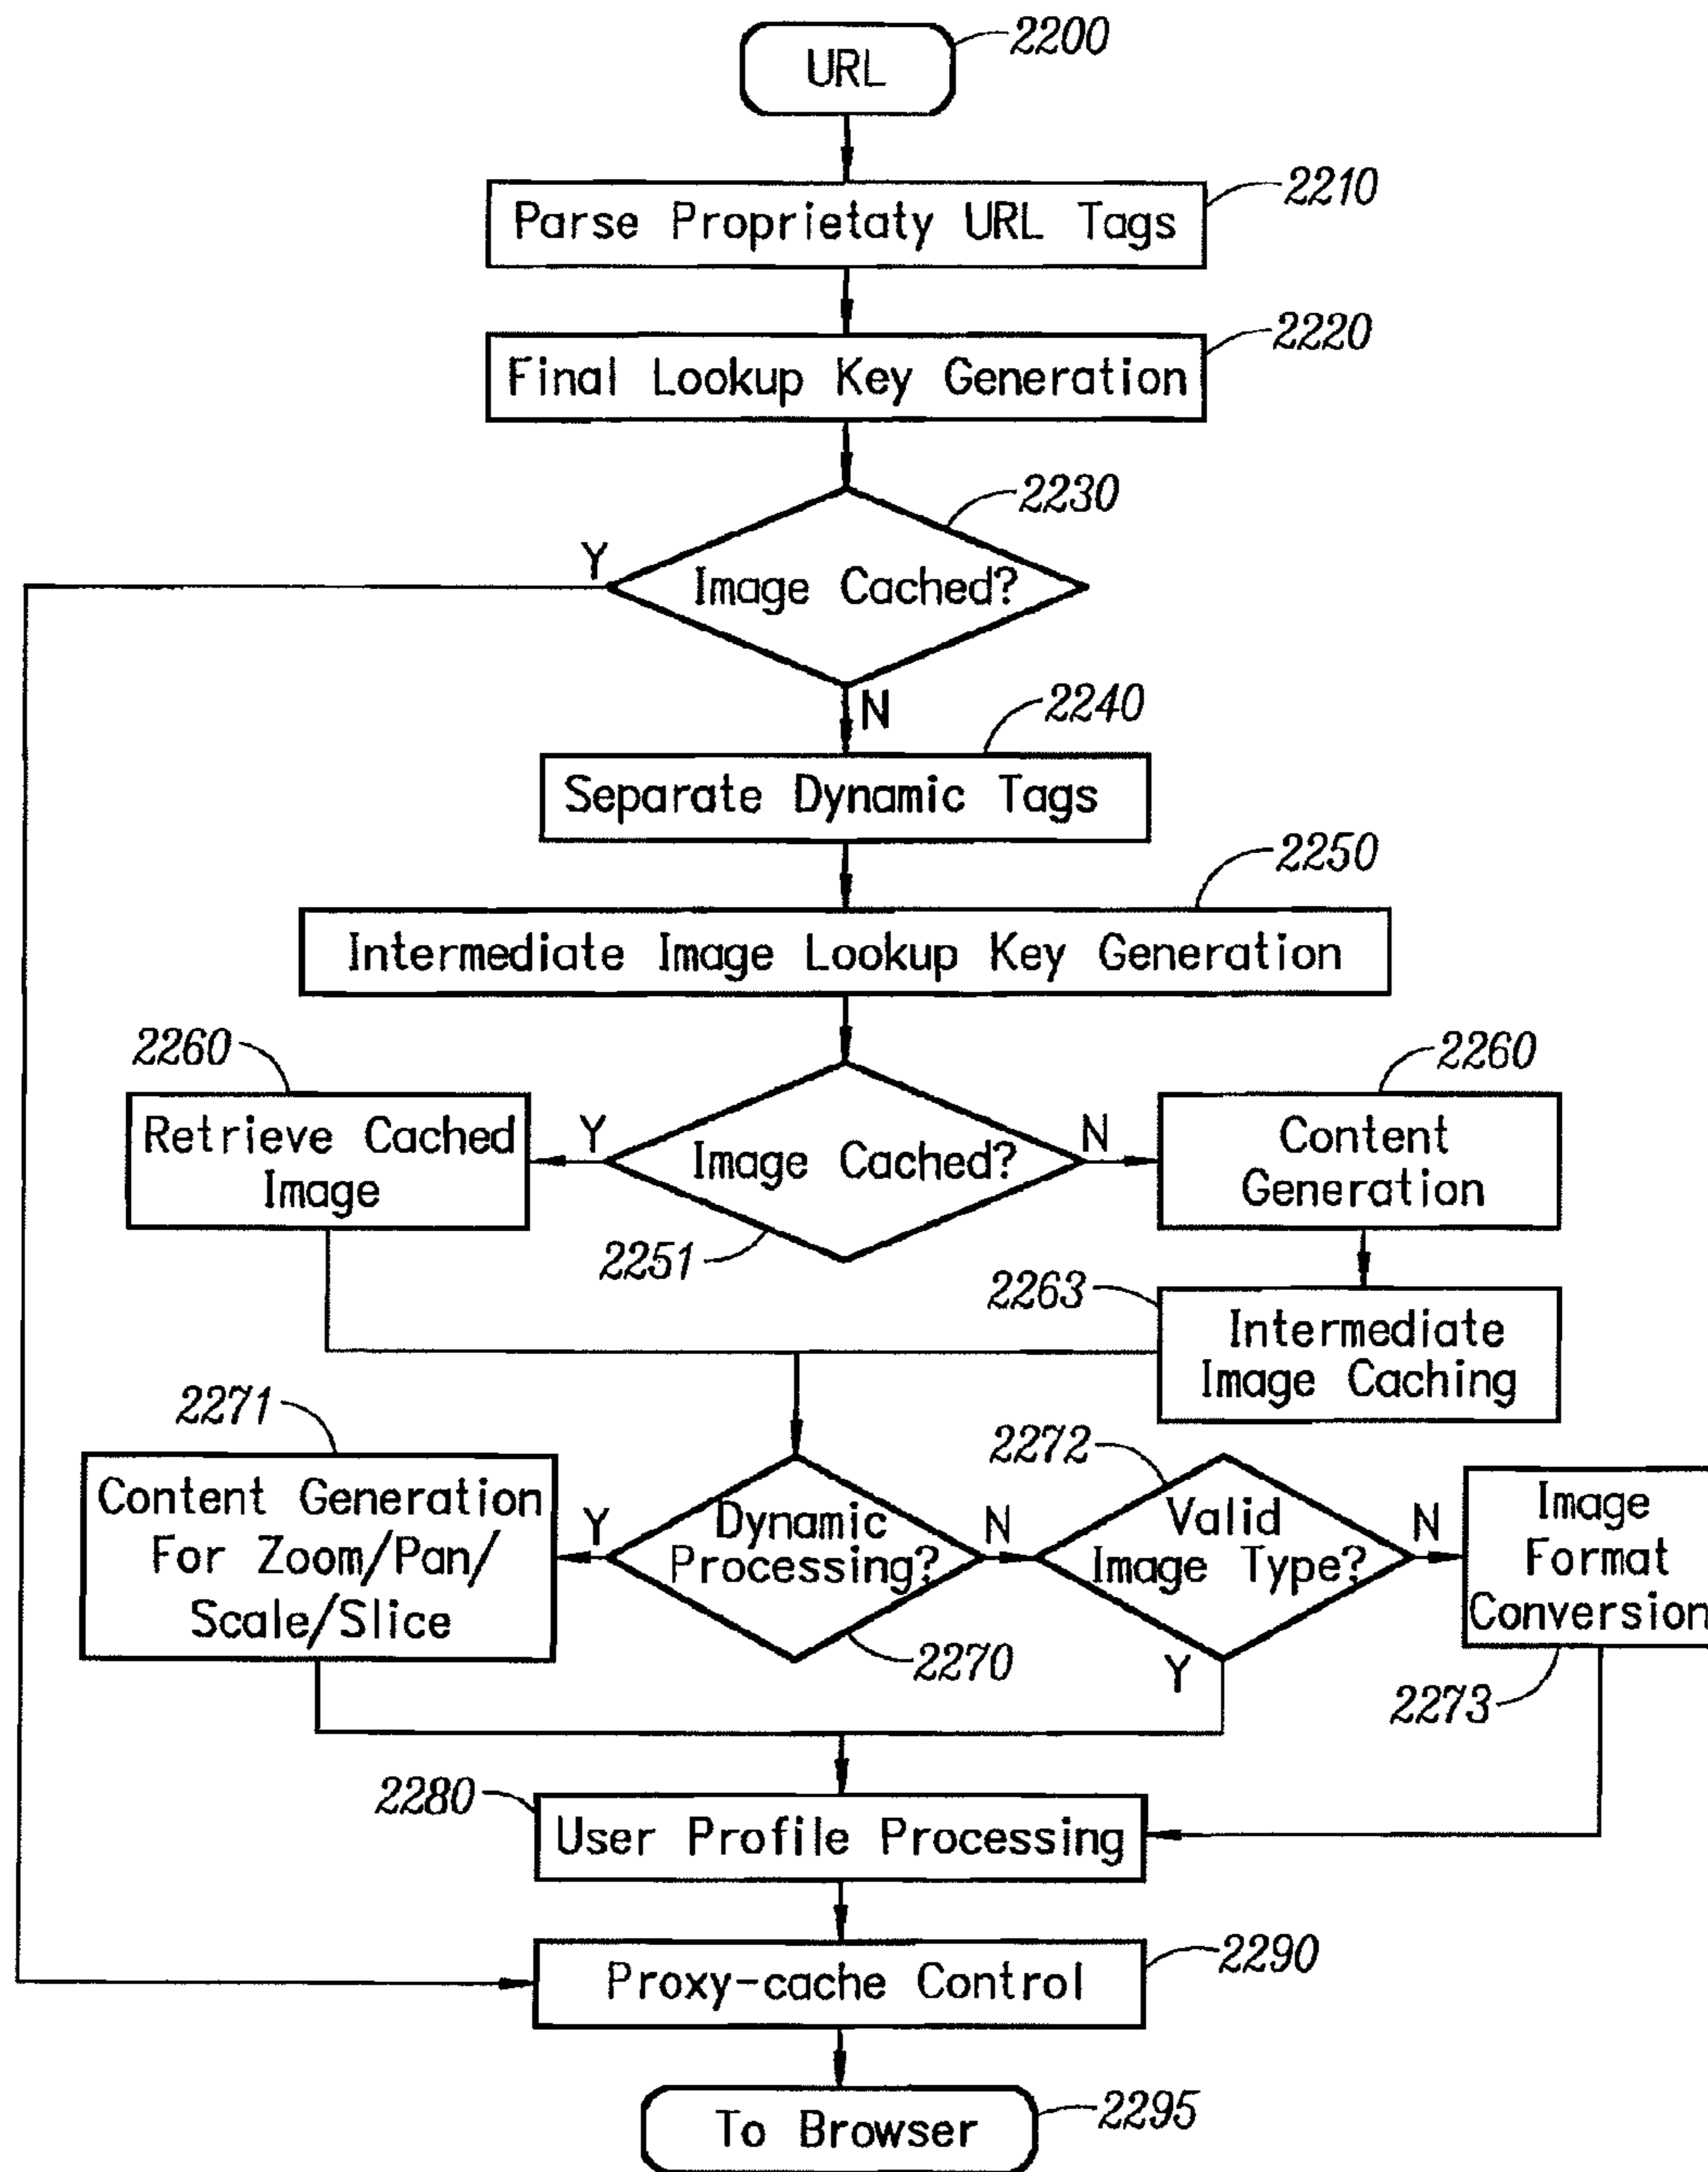 2200
URL
2210
Parse Proprietaty URL Tags
2220
Final Lookup Key Generation
2230
Y
Image Cached?
N
2240
Separate Dynamic Tags
2250
Intermediate Image Lookup Key Generation
2260
Retrieve Cached
Image
Y
Image Cached?
N
2251
2260
Content
Generation
2263
Intermediate
Image Caching
2271
Content Generation
For Zoom/Pan/
Scale/Slice
Y
Dynamic
Processing?
2270
N
2272
Valid
Image Type?
Y
N
Image
Format
Conversion
2273
2280
User Profile Processing
2290
Proxy-cache Control
To Browser
2295